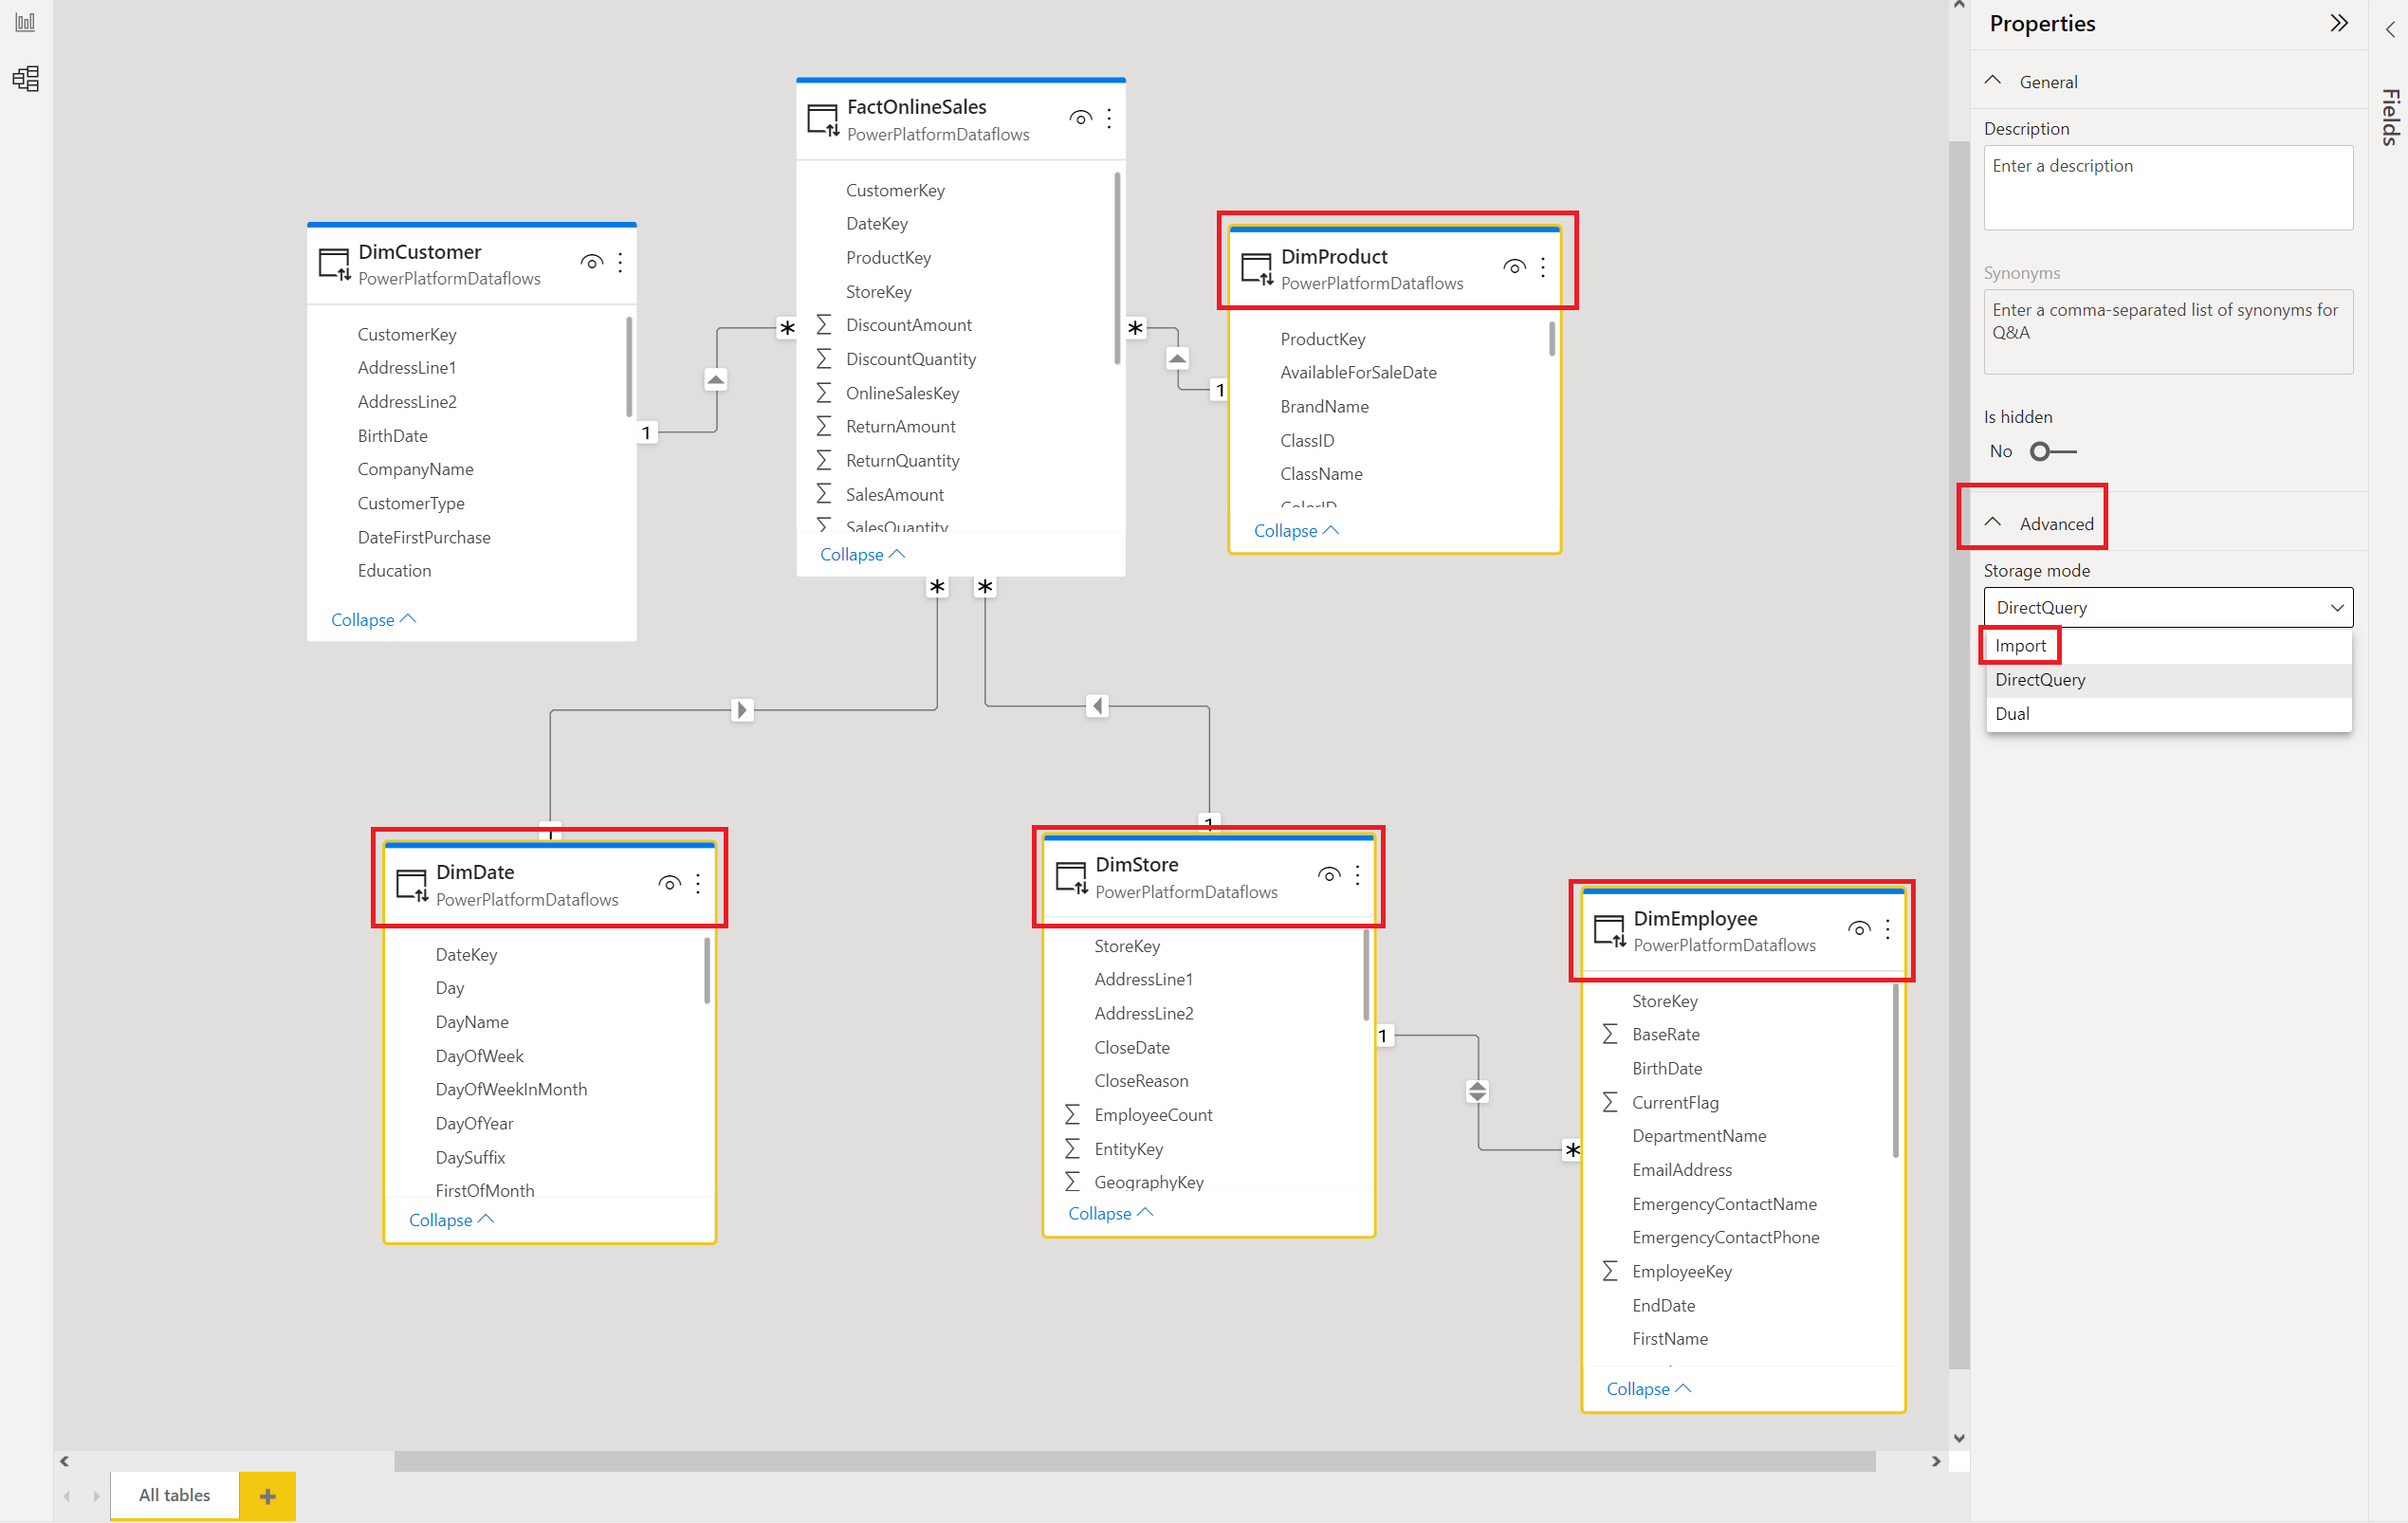 FactOnlineSales
PowerPlatformDataflows
CustomerKey
DateKey
ProductKey
StoreKey
DiscountAmount
DiscountQuantity
OnlineSalesKey
ReturnAmount
ReturnQuantity
SalesAmount
SalesQuantity
Collapse
DimCustomer
PowerPlatformDataflows
CustomerKey
AddressLine1
AddressLine2
BirthDate
CompanyName
CustomerType
DateFirstPurchase
Education
Collapse
DimProduct
PowerPlatformDataflows
ProductKey
AvailableForSaleDate
BrandName
ClassID
ClassName
ColorID
Collapse
*
*
1
1
*
*
1
1
DimDate
PowerPlatformDataflows
DateKey
Day
DayName
DayOfWeek
DayOfWeekInMonth
DayOfYear
DaySuffix
FirstOfMonth
Collapse
DimStore
PowerPlatformDataflows
StoreKey
AddressLine1
AddressLine2
CloseDate
CloseReason
EmployeeCount
EntityKey
GeographyKey
Collapse
1
*
DimEmployee
PowerPlatformDataflows
StoreKey
BaseRate
BirthDate
CurrentFlag
DepartmentName
EmailAddress
EmergencyContactName
EmergencyContactPhone
EmployeeKey
EndDate
FirstName
Collapse
All tables
Properties
General
Description
Enter a description
Synonyms
Enter a comma-separated list of synonyms for
Q&A
Is hidden
No
Advanced
Storage mode
DirectQuery
Import
DirectQuery
Dual
Fields